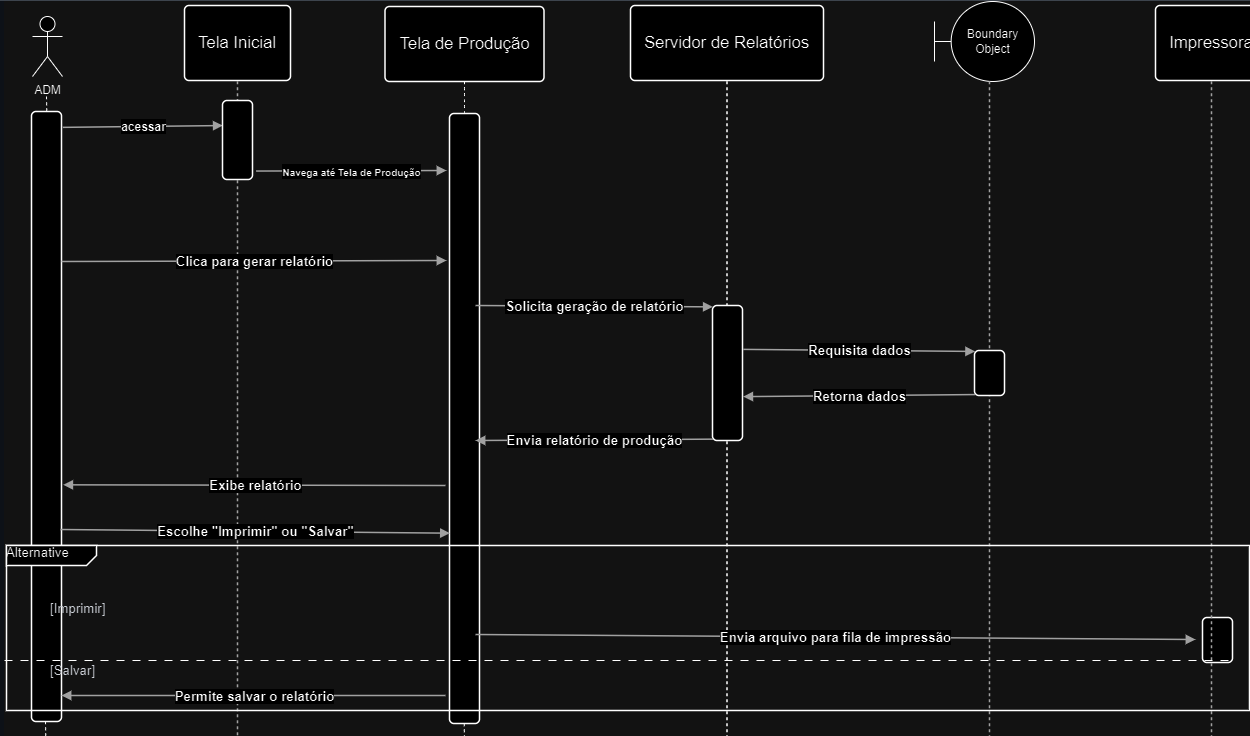 Tela Inicial
Tela de Produção
Servidor de Relatórios
Boundary
Object
Impressora
ADM
acessar
Navega até Tela de Produção
Clica para gerar relatório
Solicita geração de relatório
Requisita dados
Retorna dados
Envia relatório de produção
Exibe relatório
Escolhe "Imprimir" ou "Salvar"
Alternative
[Imprimir]
Envia arquivo para fila de impressão
[Salvar]
Permite salvar o relatório